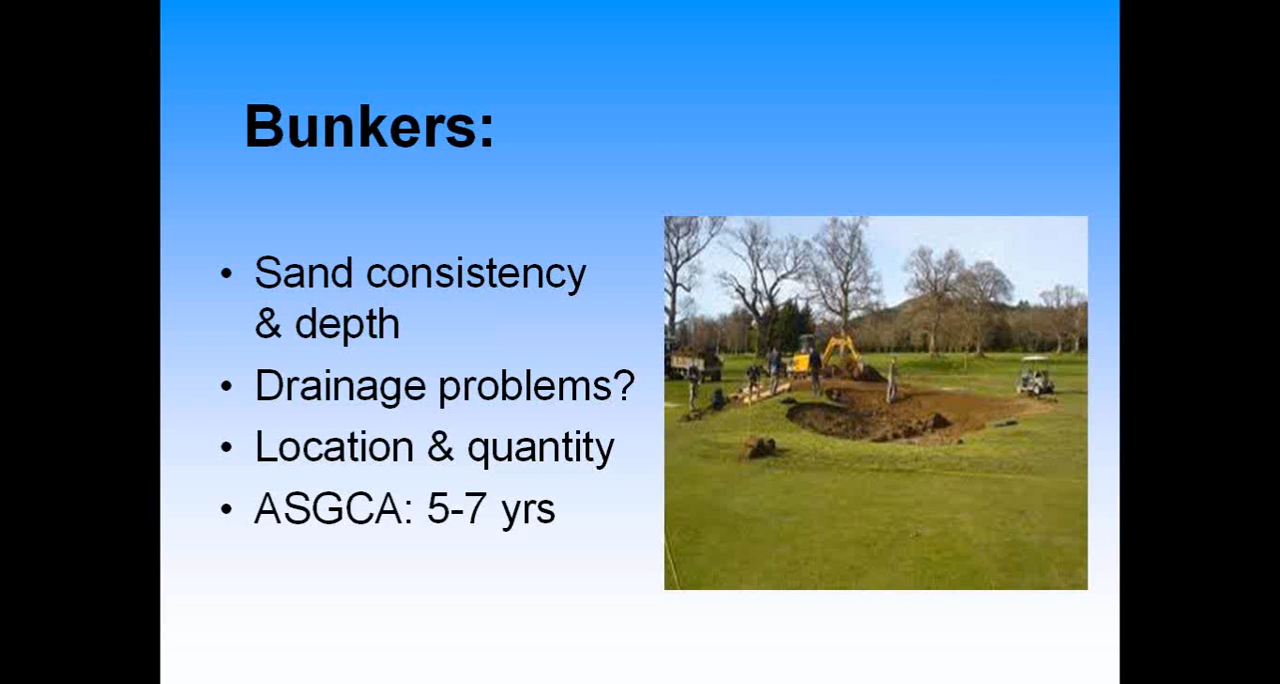 Bunkers:
• Sand consistency
& depth
• Drainage problems?
• Location & quantity
• ASGCA: 5-7 yrs